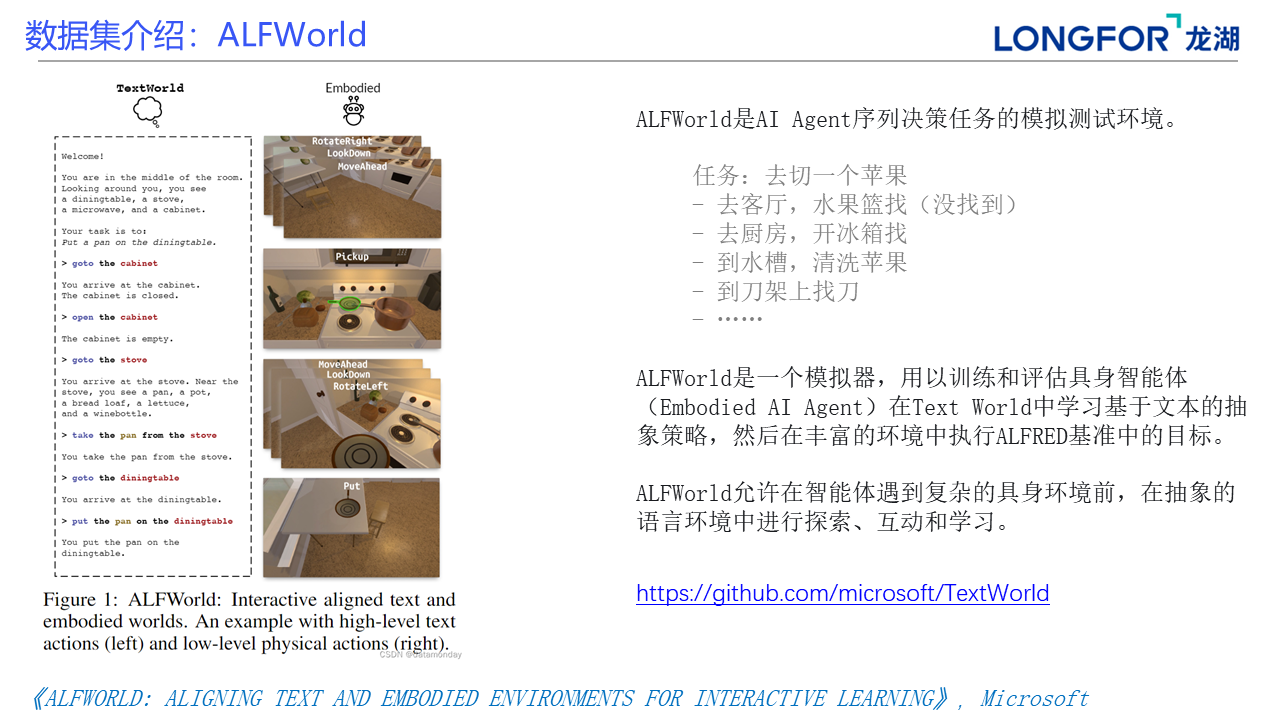 数据集介绍：ALFWorld
LONGFOR 龙湖
TextWorld
Welcome!
You are in the middle of the room.
Looking around you, you see
a diningtable, a stove,
a microwave, and a cabinet.
Your task is to:
Put a pan on the diningtable.
> goto the cabinet
You arrive at the cabinet.
The cabinet is closed.
> open the cabinet
The cabinet is empty.
> goto the stove
You arrive at the stove. Near the
stove, you see a pan, a pot,
a bread loaf, a lettuce,
and a winebottle.
> take the pan from the stove
You take the pan from the stove.
> goto the diningtable
You arrive at the diningtable.
> put the pan on the diningtable
You put the pan on the
diningtable.
Embodied
RotateRight
LookDown
MoveAhead
Pickup
MoveAhead
LookDown
RotateLeft
Put
Figure 1: ALFWorld: Interactive aligned text and
embodied worlds. An example with high-level text
actions (left) and low-level physical actions (right).
CSDN @datamonday
ALFWorld是AI Agent序列决策任务的模拟测试环境。
任务：去切一个苹果
- 去客厅，水果篮找（没找到）
- 去厨房，开冰箱找
- 到水槽，清洗苹果
- 到刀架上找刀
- ……
ALFWorld是一个模拟器，用以训练和评估具身智能体
（Embodied AI Agent）在Text World中学习基于文本的抽
象策略，然后在丰富的环境中执行ALFRED基准中的目标。
ALFWorld允许在智能体遇到复杂的具身环境前，在抽象的
语言环境中进行探索、互动和学习。
https://github.com/microsoft/TextWorld
《ALFWORLD: ALIGNING TEXT AND EMBODIED ENVIRONMENTS FOR INTERACTIVE LEARNING》, Microsoft